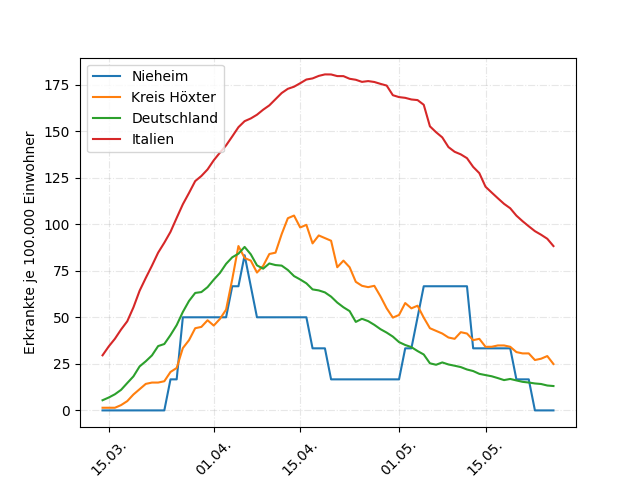 Nieheim
Kreis Höxter
Deutschland
Italien
Erkrankte je 100.000 Einwohner
175
150
125
100
75
50
25
0
15.03.
01.04.
15.04.
01.05.
15.05.